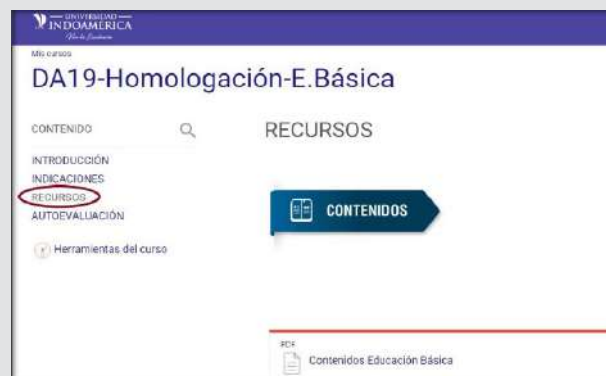 UNIVERSIDAD
INDOAMÉRICA
Mis cursos
DA19-Homologación-E.Básica
CONTENIDO
INTRODUCCIÓN
INDICACIONES
RECURSOS
AUTOEVALUACIÓN
Herramientas del curso
RECURSOS
CONTENIDOS
PDF
Contenidos Educación Básica